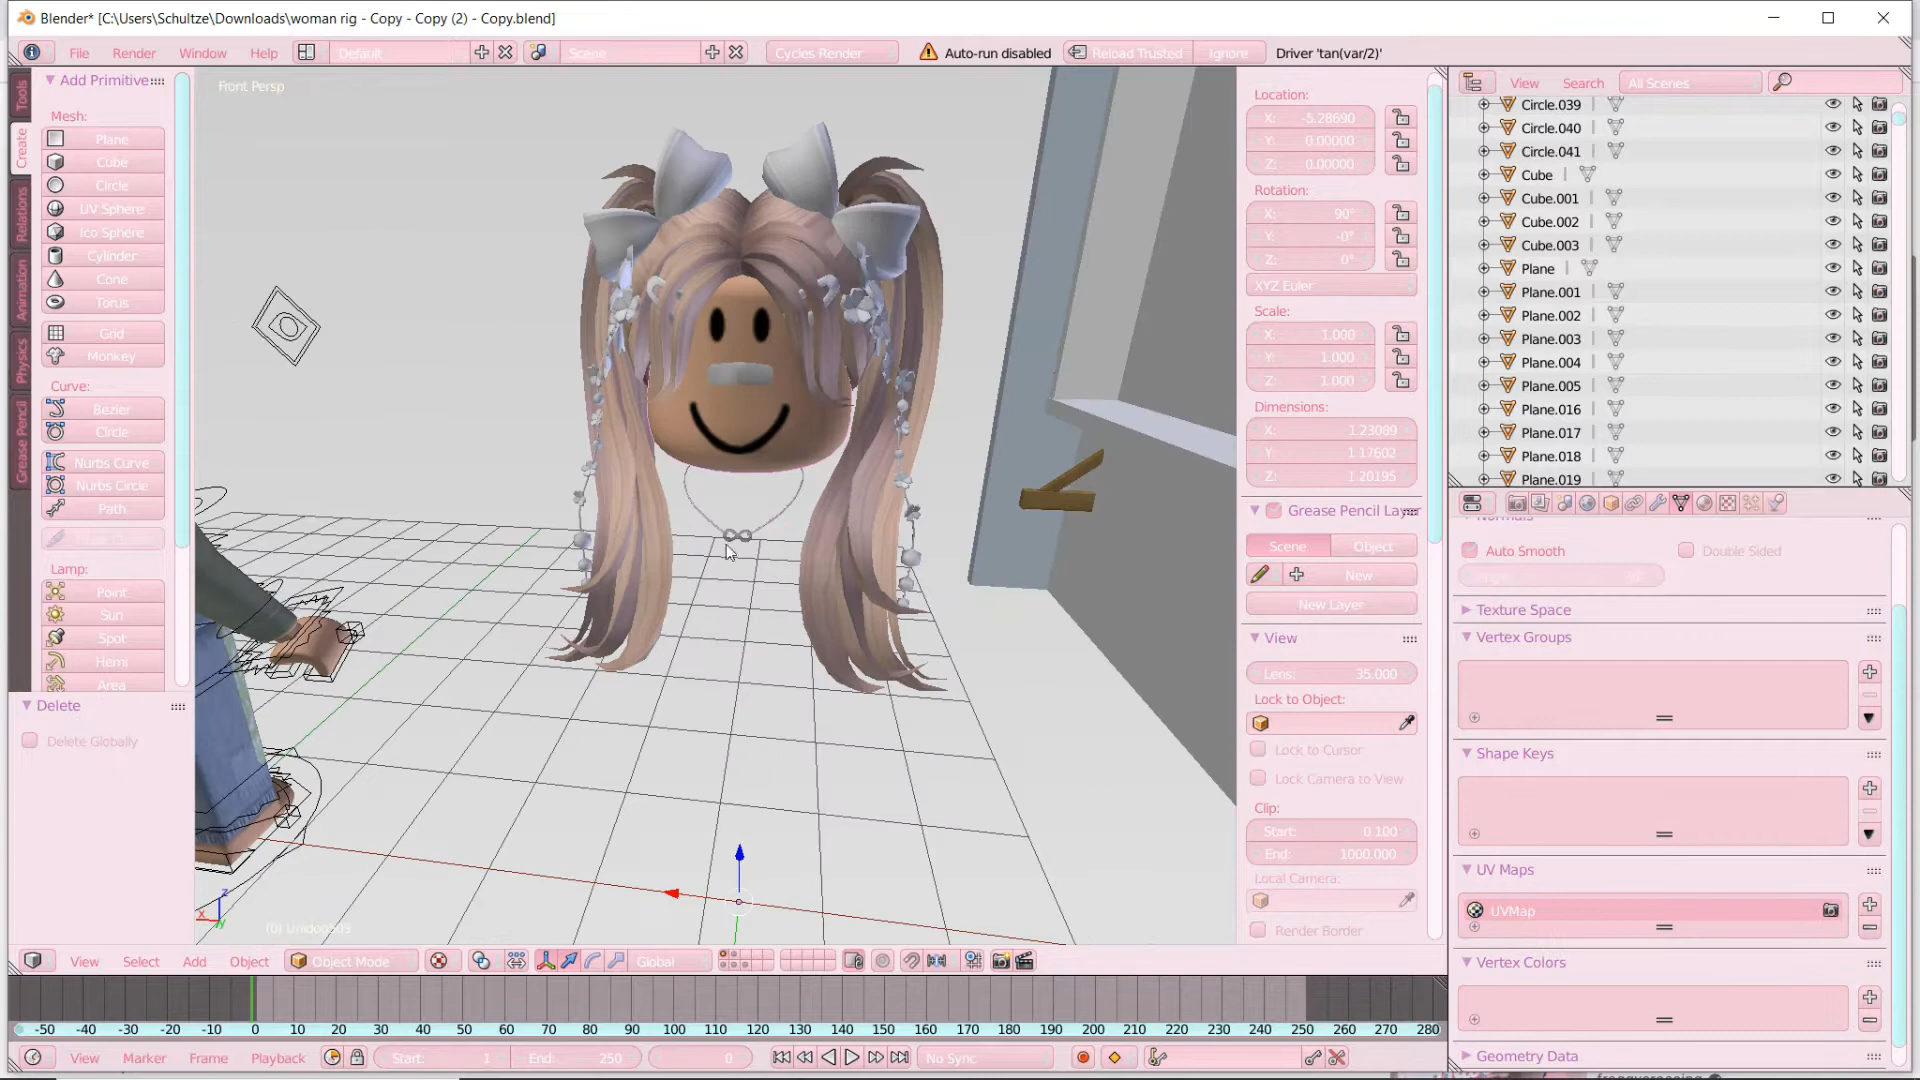 Blender* [C:\Users\Schultze\Downloads\woman rig - Copy - Copy (2) - Copy.blend]
File Render Window Help Default Scene Cycles Render Auto-run disabled Reload Trusted Ignore Driver 'tan(var/2)'
Tools
Create
Relations
Animation
Physics
Grease Pencil
Add Primitive
Mesh:
Plane
Cube
Circle
UV Sphere
Ico Sphere
Cylinder
Cone
Torus
Grid
Monkey
Curve:
Bezier
Circle
Nurbs Curve
Nurbs Circle
Path
Lamp:
Point
Sun
Spot
Hemi
Area
Delete
Delete Globally
Front Persp
z
x
y
Location:
X: -5.28690
Y: 0.00000
Z: 0.00000
Rotation:
X: 90°
Y: -0°
Z: 0°
XYZ Euler
Scale:
X: 1.000
Y: 1.000
Z: 1.000
Dimensions:
X: 1.23089
Y: 1.17602
Z: 1.20195
Grease Pencil Layer
Scene Object
New
New Layer
View
Lens: 35.000
Lock to Object:
Lock to Cursor
Lock Camera to View
Clip:
Start: 0.100
End: 1000.000
Local Camera:
Render Border
View Search All Scenes
Circle.039
Circle.040
Circle.041
Cube
Cube.001
Cube.002
Cube.003
Plane
Plane.001
Plane.002
Plane.003
Plane.004
Plane.005
Plane.016
Plane.017
Plane.018
Plane.019
Normals
Auto Smooth Double Sided
Texture Space
Vertex Groups
Shape Keys
UV Maps
UVMap
Vertex Colors
Geometry Data
View Select Add Object Object Mode Global
-50 -40 -30 -20 -10 0 10 20 30 40 50 60 70 80 90 100 110 120 130 140 150 160 170 180 190 200 210 220 230 240 250 260 270 280
View Marker Frame Playback Start: 1 End: 250 0 No Sync